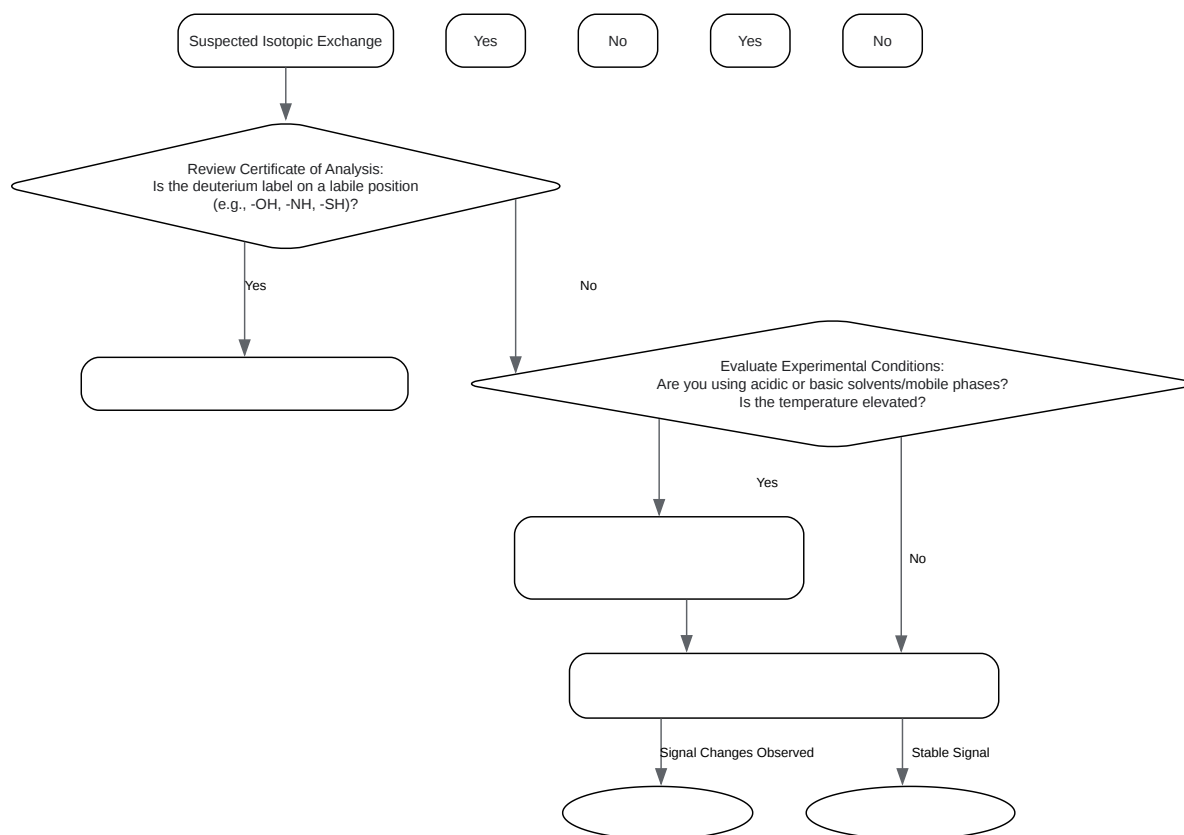 Suspected Isotopic Exchange
Yes
No
Yes
No
Review Certificate of Analysis:
Is the deuterium label on a labile position
(e.g., -OH, -NH, -SH)?
Yes
No
Evaluate Experimental Conditions:
Are you using acidic or basic solvents/mobile phases?
Is the temperature elevated?
Yes
No
Signal Changes Observed
Stable Signal